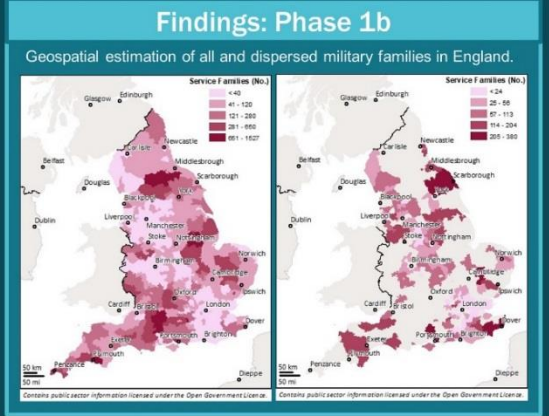 Findings: Phase 1b
Geospatial estimation of all and dispersed military families in England.
Service Families (No.)
< 40
41 - 120
121 - 280
281 - 660
661 - 1527
Glasgow
Edinburgh
Newcastle
Carlisle
Belfast
Middlesbrough
Douglas
Scarborough
York
Blackpool
Dublin
Liverpool
Manchester
Stoke
Nottingham
Norwich
Birmingham
Cambridge
Ipswich
Oxford
Cardiff
Bristol
London
Dover
Exeter
Portsmouth
Brighton
Plymouth
Penzance
50 km
50 mi
Dieppe
Contains public sector information licensed under the Open Government Licence.
Service Families (No.)
< 24
25 - 56
57 - 113
114 - 204
205 - 380
Glasgow
Edinburgh
Newcastle
Carlisle
Belfast
Middlesbrough
Douglas
Scarborough
Blackpool
Dublin
Liverpool
Manchester
Stoke
Nottingham
Norwich
Birmingham
Cambridge
Ipswich
Oxford
Cardiff
Bristol
London
Dover
Exeter
Portsmouth
Brighton
Plymouth
Penzance
50 km
50 mi
Dieppe
Contains public sector information licensed under the Open Government Licence.